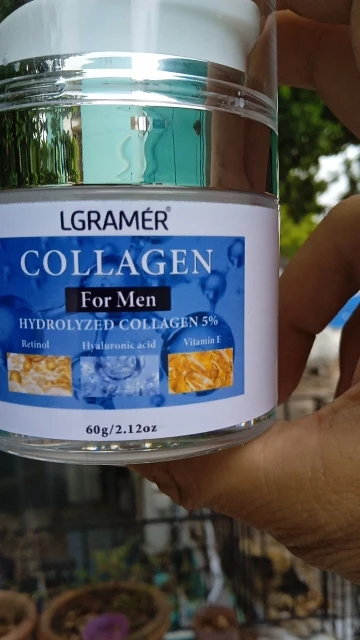 LGRAMÉR®
COLLAGEN
For Men
HYDROLYZED COLLAGEN 5%
Retinol Hyaluronic acid Vitamin E
60g/2.12oz